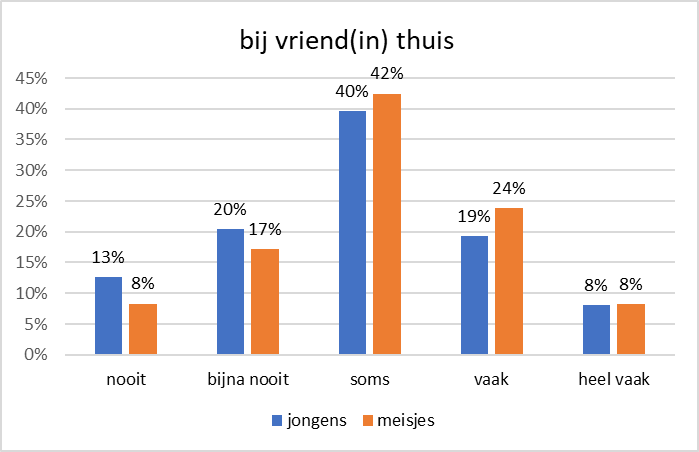 bij vriend(in) thuis
45%
40%
35%
30%
25%
20%
15%
10%
5%
0%
13%
8%
20%
17%
40%
42%
19%
24%
8%
8%
nooit
bijna nooit
soms
vaak
heel vaak
jongens
meisjes